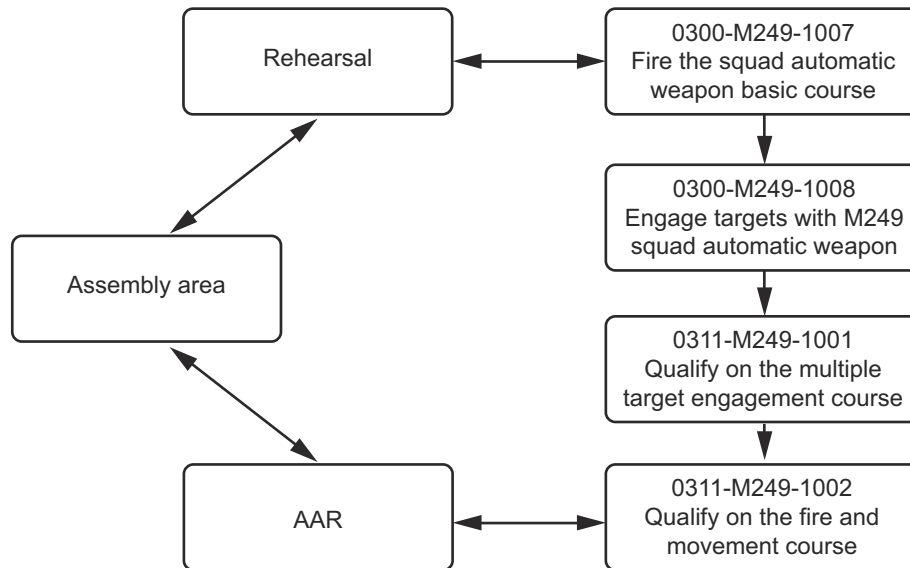 Rehearsal
0300-M249-1007
Fire the squad automatic
weapon basic course
0300-M249-1008
Engage targets with M249
squad automatic weapon
Assembly area
0311-M249-1001
Qualify on the multiple
target engagement course
AAR
0311-M249-1002
Qualify on the fire and
movement course